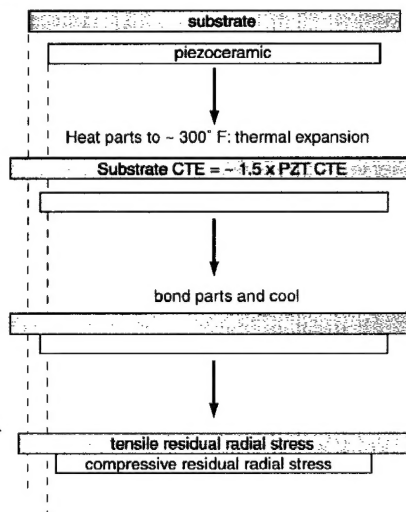 substrate
piezoceramic
Heat parts to ~ 300° F: thermal expansion
Substrate CTE = ~ 1.5 x PZT CTE
bond parts and cool
tensile residual radial stress
compressive residual radial stress